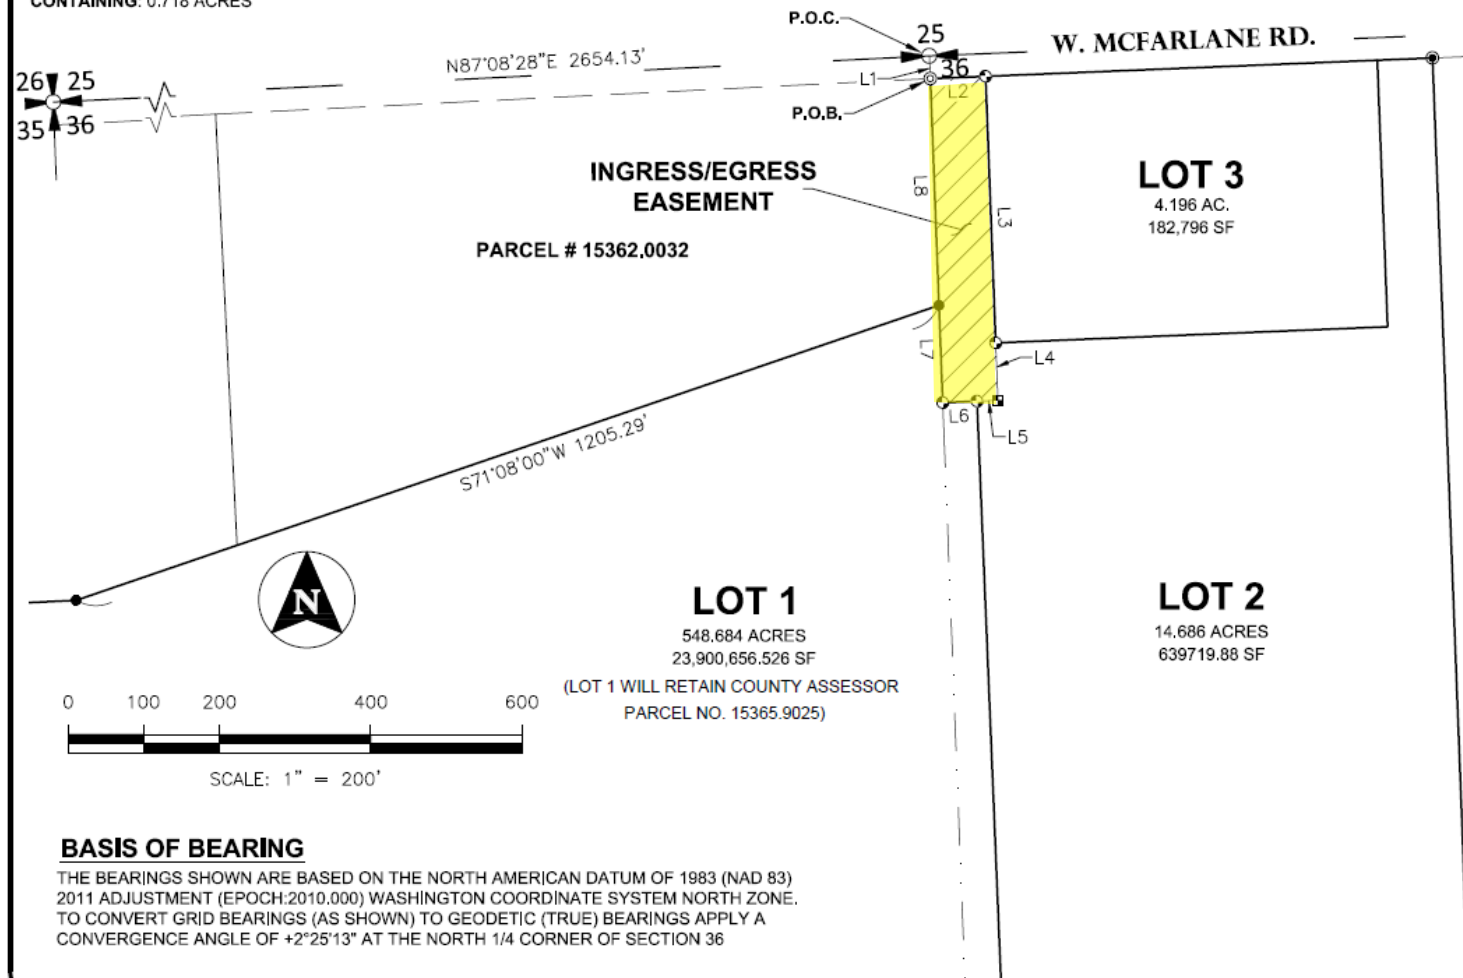 CONTAINING: 0.718 ACRES
P.O.C.
25
W. MCFARLANE RD.
N87°08'28"E 2654.13'
26 25
35 36
L1
36
L2
P.O.B.
INGRESS/EGRESS
EASEMENT
LOT 3
4.196 AC.
182,796 SF
L8
L3
PARCEL # 15362.0032
L7
L4
L6
L5
S71°08'00"W 1205.29'
N
LOT 1
548.684 ACRES
23,900,656.526 SF
(LOT 1 WILL RETAIN COUNTY ASSESSOR
PARCEL NO. 15365.9025)
LOT 2
14.686 ACRES
639719.88 SF
0 100 200 400 600
SCALE: 1" = 200'
BASIS OF BEARING
THE BEARINGS SHOWN ARE BASED ON THE NORTH AMERICAN DATUM OF 1983 (NAD 83)
2011 ADJUSTMENT (EPOCH:2010.000) WASHINGTON COORDINATE SYSTEM NORTH ZONE.
TO CONVERT GRID BEARINGS (AS SHOWN) TO GEODETIC (TRUE) BEARINGS APPLY A
CONVERGENCE ANGLE OF +2°25'13" AT THE NORTH 1/4 CORNER OF SECTION 36